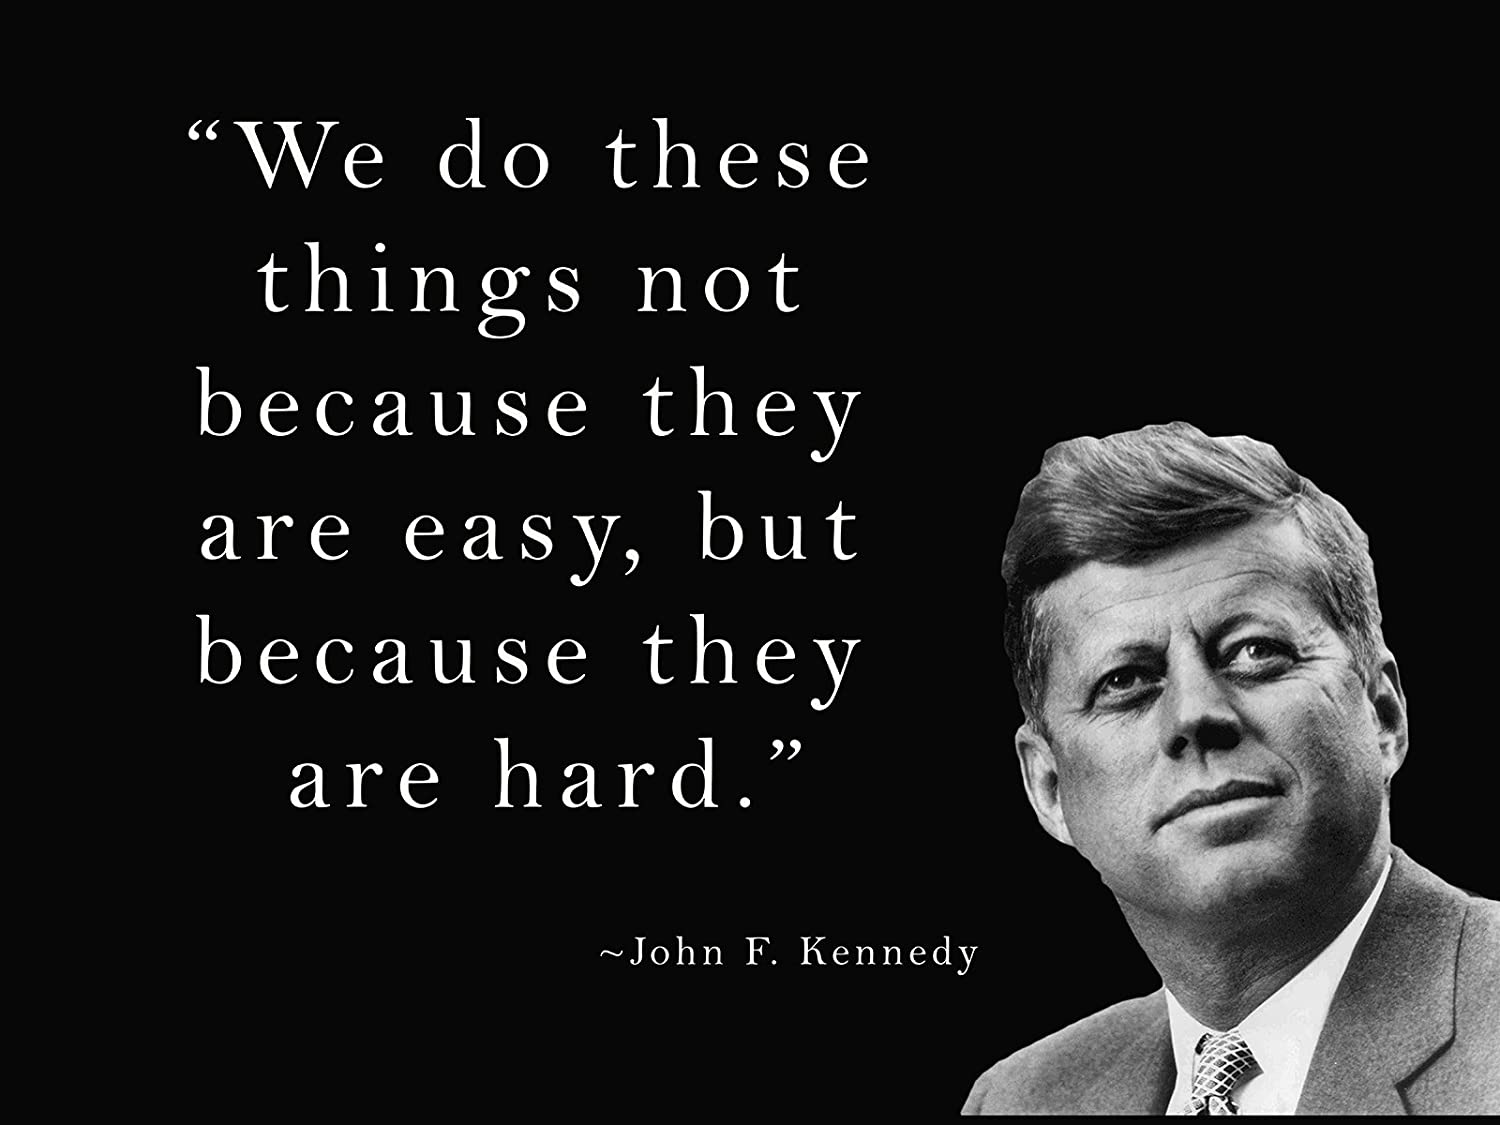 “We do these
things not
because they
are easy, but
because they
are hard.”
~John F. Kennedy